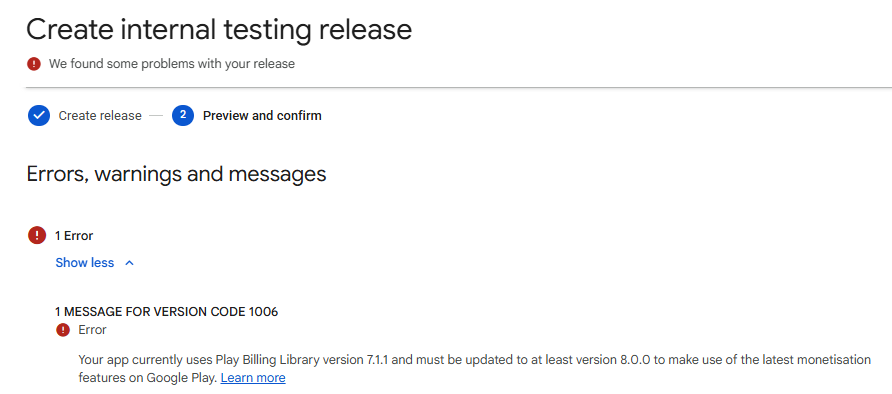 Create internal testing release
We found some problems with your release
Create release
2
Preview and confirm
Errors, warnings and messages
1 Error
Show less
1 MESSAGE FOR VERSION CODE 1006
Error
Your app currently uses Play Billing Library version 7.1.1 and must be updated to at least version 8.0.0 to make use of the latest monetisation
features on Google Play. Learn more